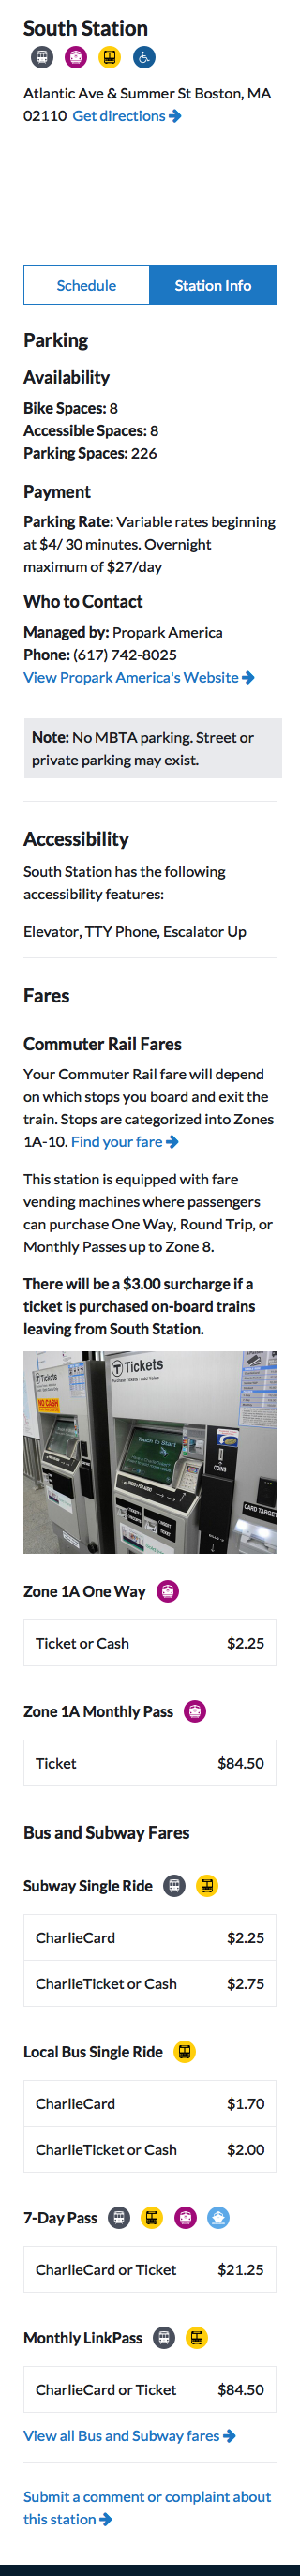 South Station
Atlantic Ave & Summer St Boston, MA
02110 Get directions
Schedule
Station Info
Parking
Availability
Bike Spaces: 8
Accessible Spaces: 8
Parking Spaces: 226
Payment
Parking Rate: Variable rates beginning
at $4/ 30 minutes. Overnight
maximum of $27/day
Who to Contact
Managed by: Propark America
Phone: (617) 742-8025
View Propark America's Website
Note: No MBTA parking. Street or
private parking may exist.
Accessibility
South Station has the following
accessibility features:
Elevator, TTY Phone, Escalator Up
Fares
Commuter Rail Fares
Your Commuter Rail fare will depend
on which stops you board and exit the
train. Stops are categorized into Zones
1A-10. Find your fare
This station is equipped with fare
vending machines where passengers
can purchase One Way, Round Trip, or
Monthly Passes up to Zone 8.
There will be a $3.00 surcharge if a
ticket is purchased on-board trains
leaving from South Station.
T Tickets
T Tickets
NO CASH
Touch to Start
COINS
Zone 1A One Way
Ticket or Cash $2.25
Zone 1A Monthly Pass
Ticket $84.50
Bus and Subway Fares
Subway Single Ride
CharlieCard $2.25
CharlieTicket or Cash $2.75
Local Bus Single Ride
CharlieCard $1.70
CharlieTicket or Cash $2.00
7-Day Pass
CharlieCard or Ticket $21.25
Monthly LinkPass
CharlieCard or Ticket $84.50
View all Bus and Subway fares
Submit a comment or complaint about
this station